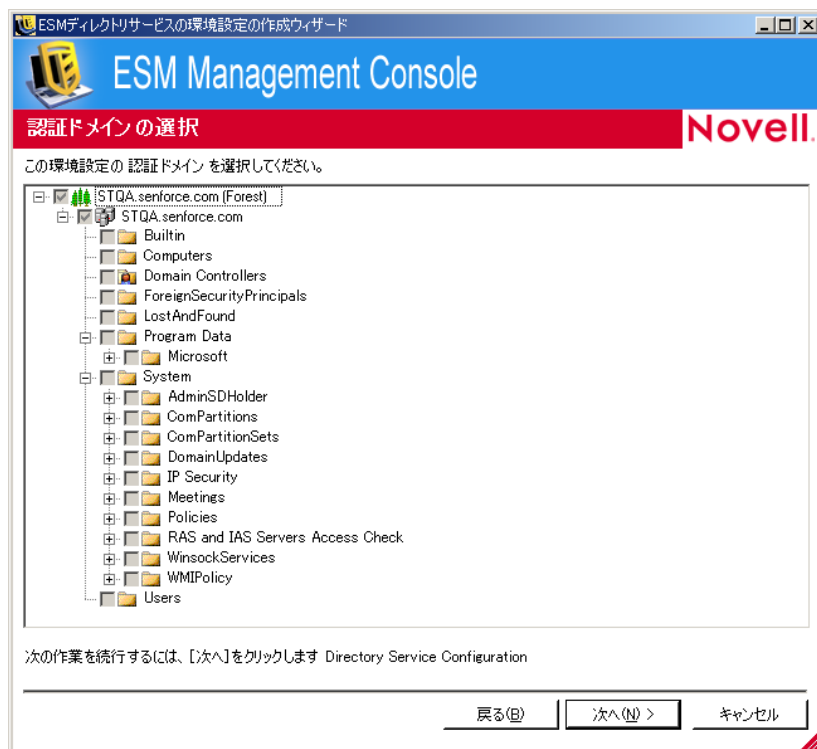 ESMディレクトリサービスの環境設定の作成ウィザード
ESM Management Console
認証ドメインの選択
Novell.
この環境設定の 認証ドメイン を選択してください。
STQA.senforce.com (Forest)
STQA.senforce.com
Builtin
Computers
Domain Controllers
ForeignSecurityPrincipals
LostAndFound
Program Data
Microsoft
System
AdminSDHolder
ComPartitions
ComPartitionSets
DomainUpdates
IP Security
Meetings
Policies
RAS and IAS Servers Access Check
WinsockServices
WMIPolicy
Users
次の作業を続行するには、[次へ]をクリックします Directory Service Configuration
戻る(B)
次へ(N) >
キャンセル